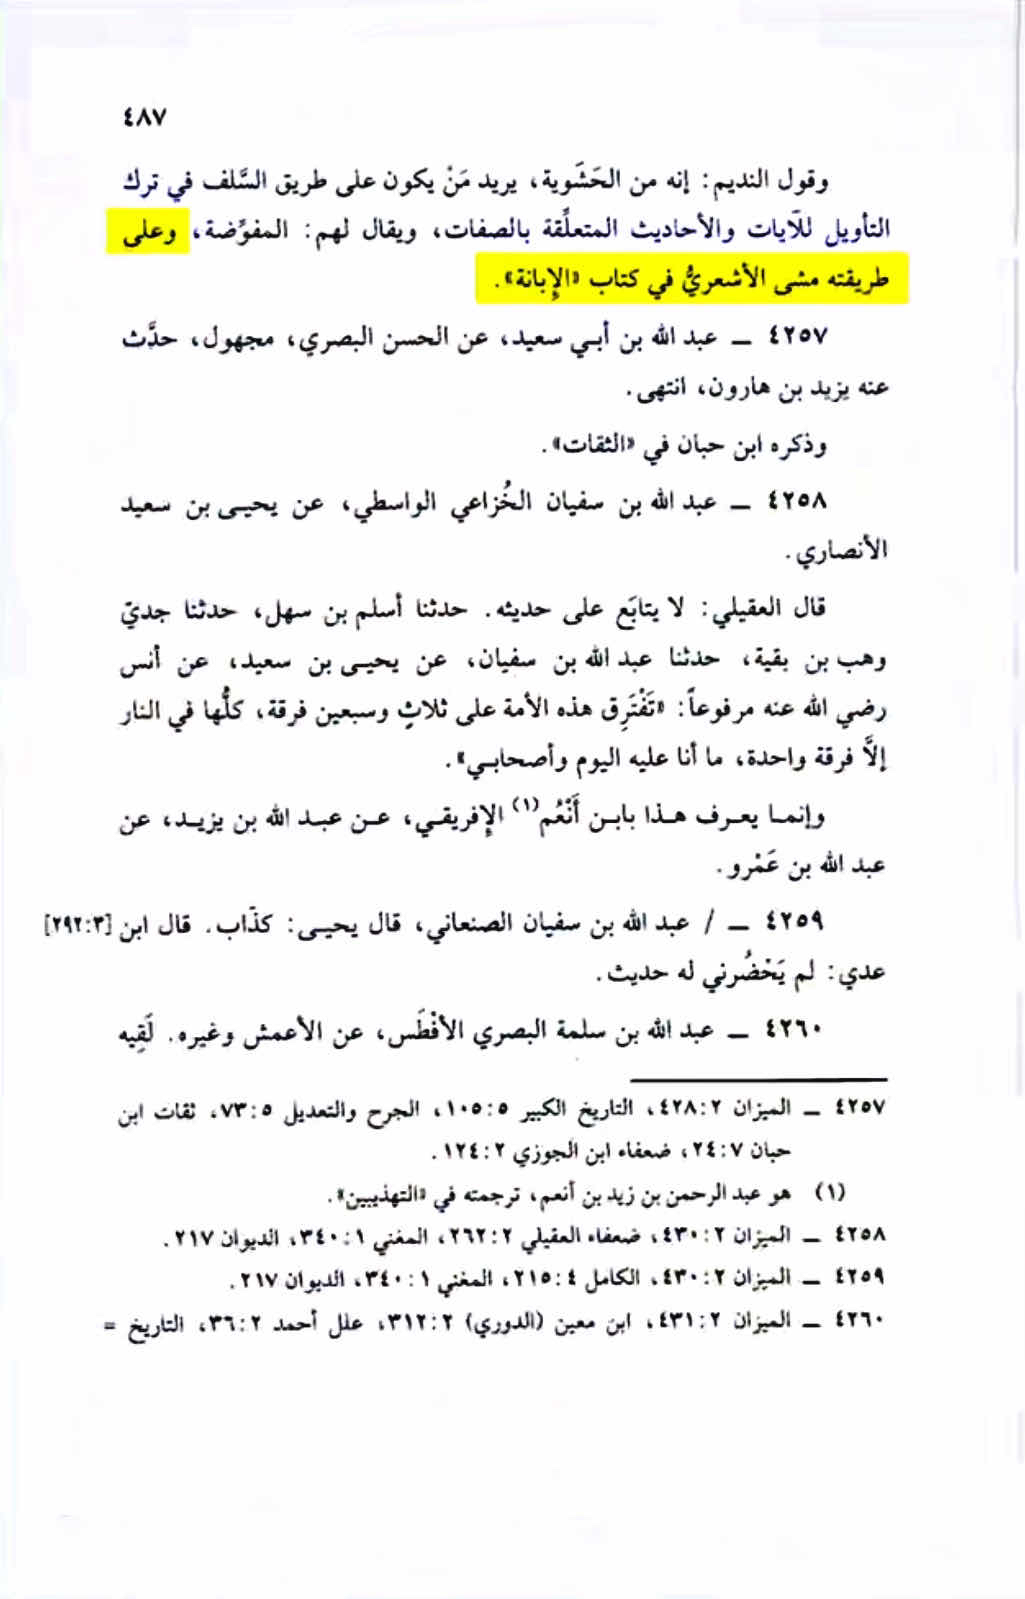 ٤٨٧
وقول النديم: إنه من الحَشَوية، يريد مَنْ يكون على طريق السَّلف في ترك
التأويل للآيات والأحاديث المتعلِّقة بالصفات، ويقال لهم: المفوِّضة، وعلى
طريقته مشى الأشعريُّ في كتاب «الإبانة».
٤٢٥٧ ــ عبد الله بن أبي سعيد، عن الحسن البصري، مجهول، حدَّث
عنه يزيد بن هارون، انتهى.
وذكره ابن حبان في «الثقات».
٤٢٥٨ ــ عبد الله بن سفيان الخُزاعي الواسطي، عن يحيى بن سعيد
الأنصاري.
قال العقيلي: لا يتابَع على حديثه. حدثنا أسلم بن سهل، حدثنا جديّ
وهب بن بقية، حدثنا عبد الله بن سفيان، عن يحيى بن سعيد، عن أنس
رضي الله عنه مرفوعاً: «تَفْتَرِق هذه الأمة على ثلاثٍ وسبعين فرقة، كلُّها في النار
إلاَّ فرقة واحدة، ما أنا عليه اليوم وأصحابي».
وإنما يعرف هذا بابن أَنْعُم(١) الإفريقي، عن عبد الله بن يزيد، عن
عبد الله بن عَمْرو.
٤٢٥٩ ــ / عبد الله بن سفيان الصنعاني، قال يحيى: كذّاب. قال ابن [٢٩٢:٣]
عدي: لم يَحْضُرني له حديث.
٤٢٦٠ ــ عبد الله بن سلمة البصري الأفْطَس، عن الأعمش وغيره. لَقِيه
٤٢٥٧ ــ الميزان ٤٢٨:٢، التاريخ الكبير ١٠٥:٥، الجرح والتعديل ٧٣:٥، ثقات ابن
حبان ٢٤:٧، ضعفاء ابن الجوزي ١٢٤:٢.
(١) هو عبد الرحمن بن زيد بن أنعم، ترجمته في «التهذيبين».
٤٢٥٨ ــ الميزان ٤٣٠:٢، ضعفاء العقيلي ٢٦٢:٢، المغني ٣٤٠:١، الديوان ٢١٧.
٤٢٥٩ ــ الميزان ٤٣٠:٢، الكامل ٢١٥:٤، المغني ٣٤٠:١، الديوان ٢١٧.
٤٢٦٠ ــ الميزان ٤٣١:٢، ابن معين (الدوري) ٣١٢:٢، علل أحمد ٣٦:٢، التاريخ =